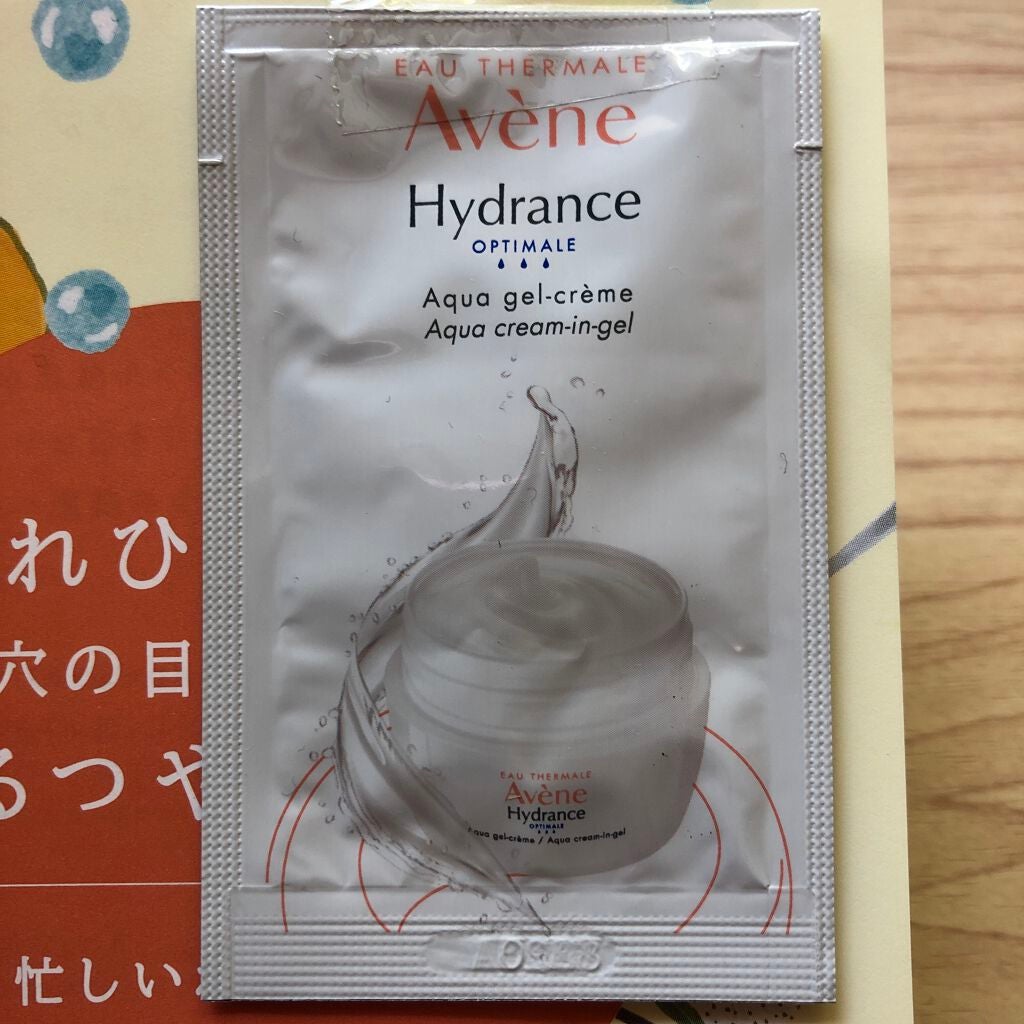 EAU THERMALE
Avène
Hydrance
OPTIMALE
Aqua gel-crème
Aqua cream-in-gel
EAU THERMALE
Avène
Hydrance
OPTIMALE
Aqua gel-crème / Aqua cream-in-gel
れひ
穴の目
るつや
忙しい